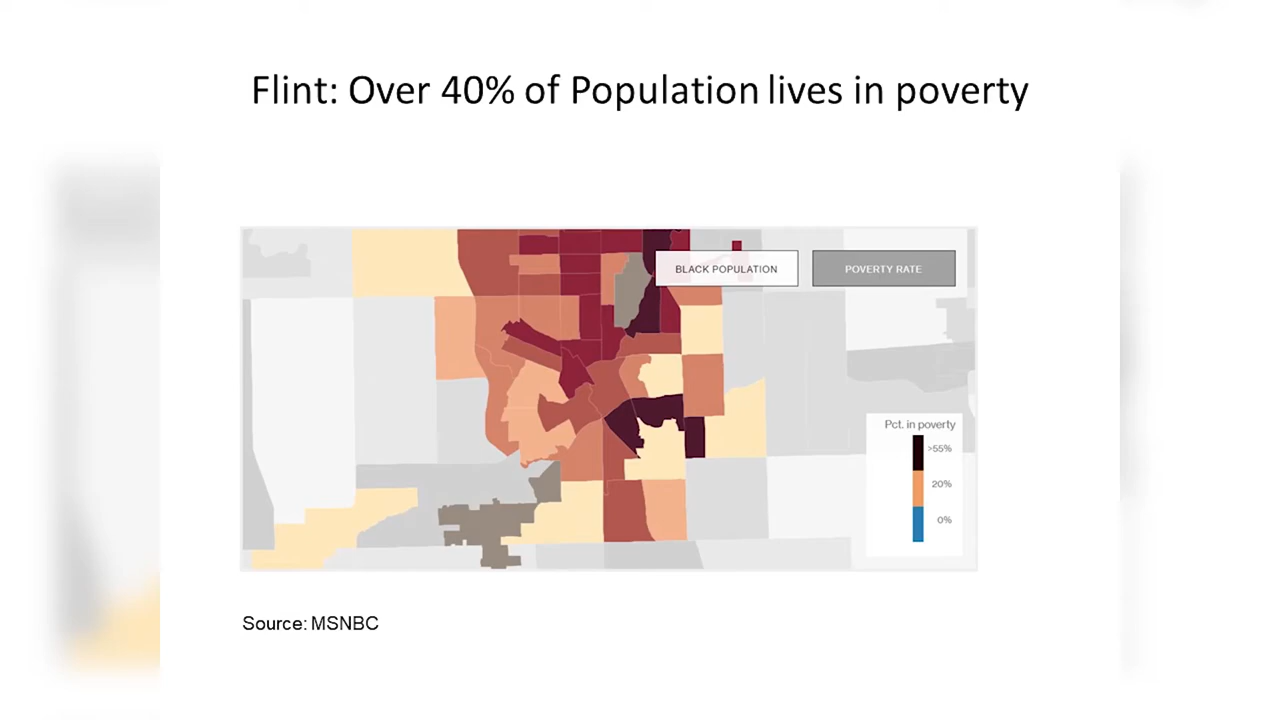 Flint: Over 40% of Population lives in poverty
BLACK POPULATION
POVERTY RATE
Pct. in poverty
>55%
20%
0%
Source: MSNBC